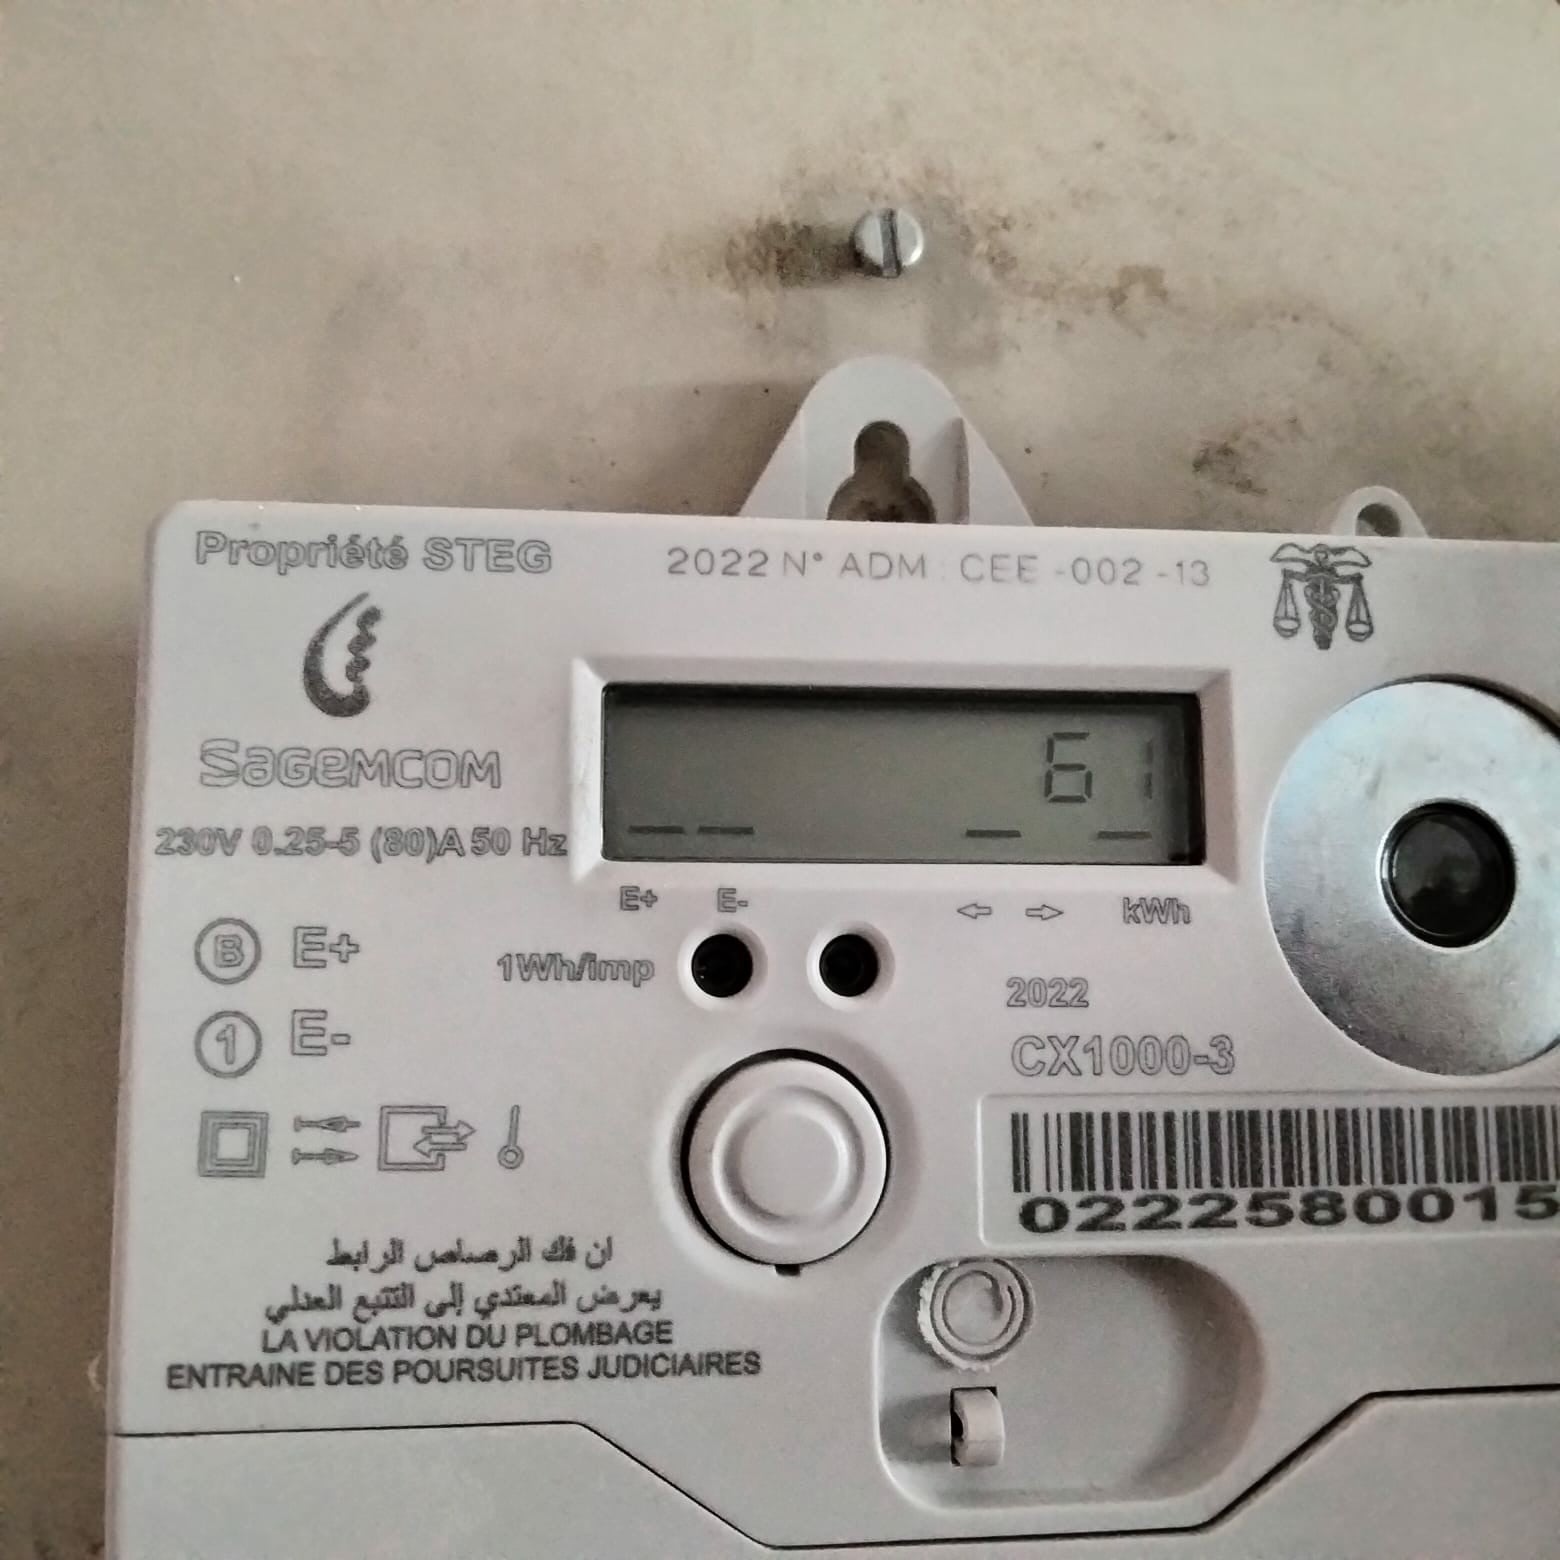 Propriété STEG
2022 N° ADM : CEE -002 -13
SAGEMCOM
61
230V 0.25-5 (80)A 50 Hz
E+ E- kWh
B E+
1Wh/imp
2022
1 E-
CX1000-3
0222580015
ان فك الرصاص الرابط
يعرض المعتدي إلى التتبع العدلي
LA VIOLATION DU PLOMBAGE
ENTRAINE DES POURSUITES JUDICIAIRES